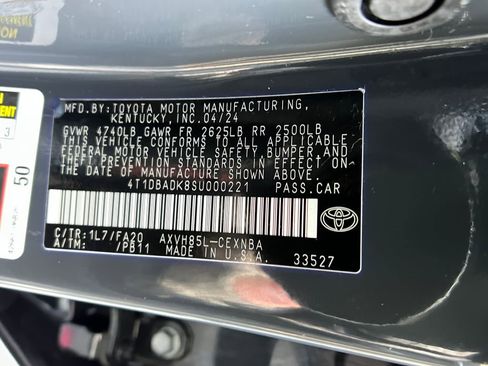 MFD.BY:TOYOTA MOTOR MANUFACTURING,
KENTUCKY,INC.04/24
GVWR 4740LB GAWR FR 2625LB RR 2500LB
THIS VEHICLE CONFORMS TO ALL APPLICABLE
FEDERAL MOTOR VEHICLE SAFETY, BUMPER, AND
THEFT PREVENTION STANDARDS IN EFFECT ON
THE DATE OF MANUFACTURE SHOWN ABOVE.
4T1DBADK8SU000221 PASS.CAR
C/TR:1L7/FA20 AXVH85L-CEXNBA
A/TM: /PB11 MADE IN U.S.A.
33527
50
3